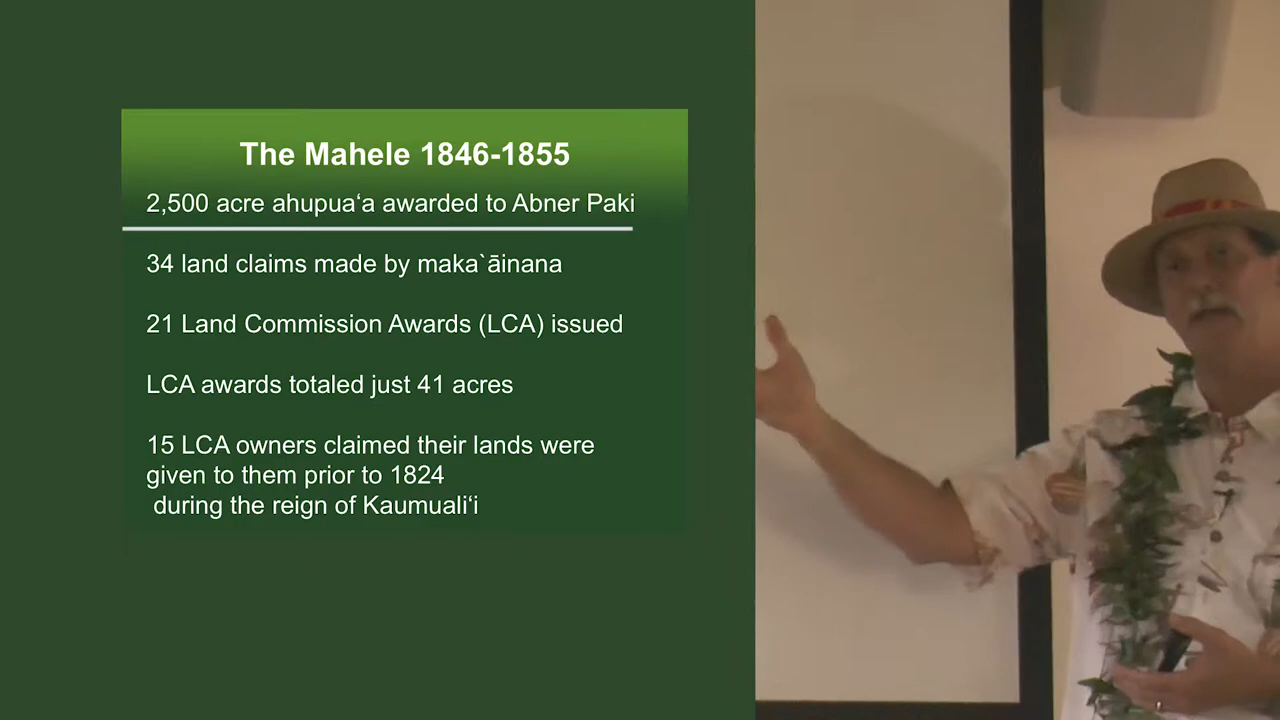 The Mahele 1846-1855
2,500 acre ahupua‘a awarded to Abner Paki
34 land claims made by maka`āinana
21 Land Commission Awards (LCA) issued
LCA awards totaled just 41 acres
15 LCA owners claimed their lands were
given to them prior to 1824
during the reign of Kaumuali‘i